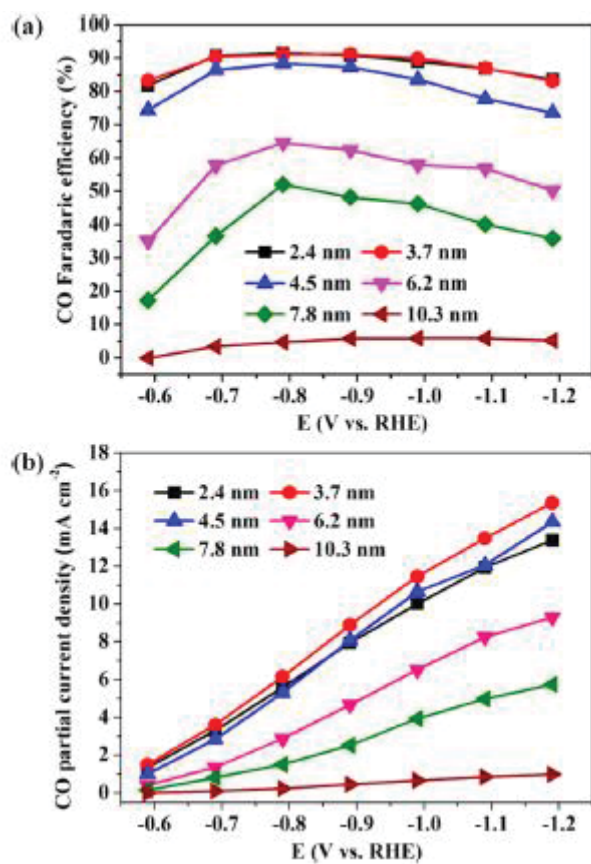 (a)
CO Faradaric efficiency (%)
100
90
80
70
60
50
40
30
20
10
0
2.4 nm 3.7 nm
4.5 nm 6.2 nm
7.8 nm 10.3 nm
-0.6 -0.7 -0.8 -0.9 -1.0 -1.1 -1.2
E (V vs. RHE)
(b)
CO partial current density (mA cm⁻²)
18
16
14
12
10
8
6
4
2
0
2.4 nm 3.7 nm
4.5 nm 6.2 nm
7.8 nm 10.3 nm
-0.6 -0.7 -0.8 -0.9 -1.0 -1.1 -1.2
E (V vs. RHE)